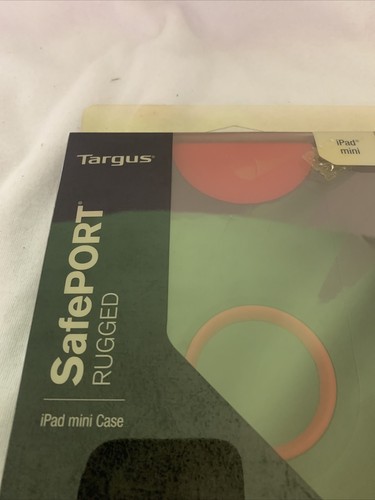 Targus®
iPad®
mini
SafePORT®
RUGGED
iPad mini Case